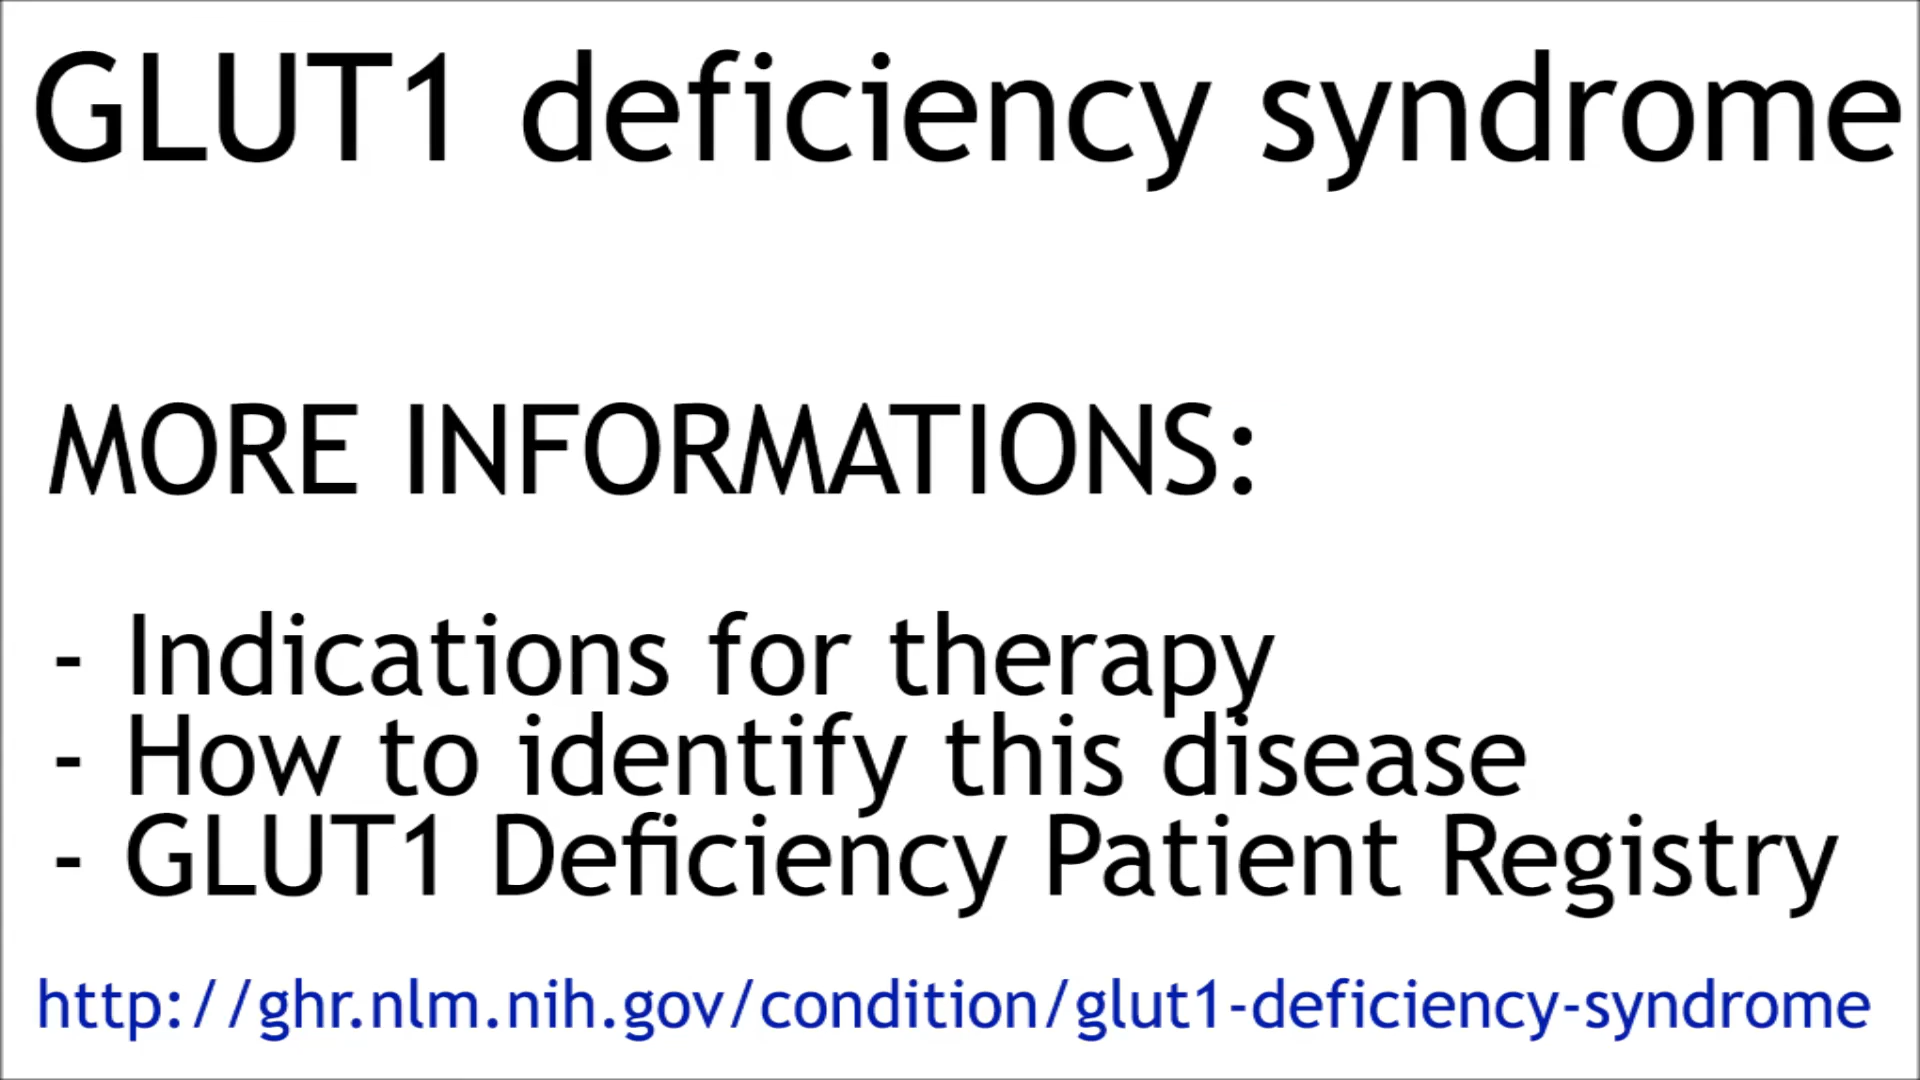 GLUT1 deficiency syndrome
MORE INFORMATIONS:
- Indications for therapy
- How to identify this disease
- GLUT1 Deficiency Patient Registry
http://ghr.nlm.nih.gov/condition/glut1-deficiency-syndrome